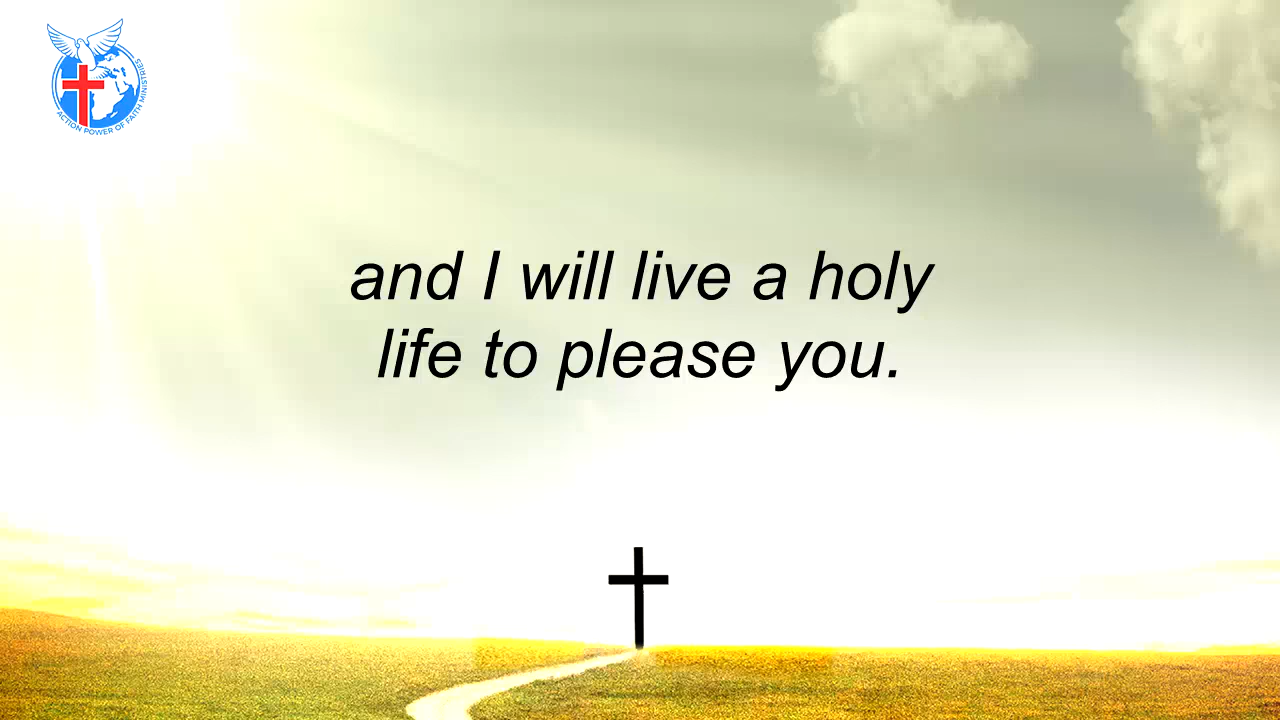 ACTION POWER OF FAITH MINISTRIES
and I will live a holy
life to please you.